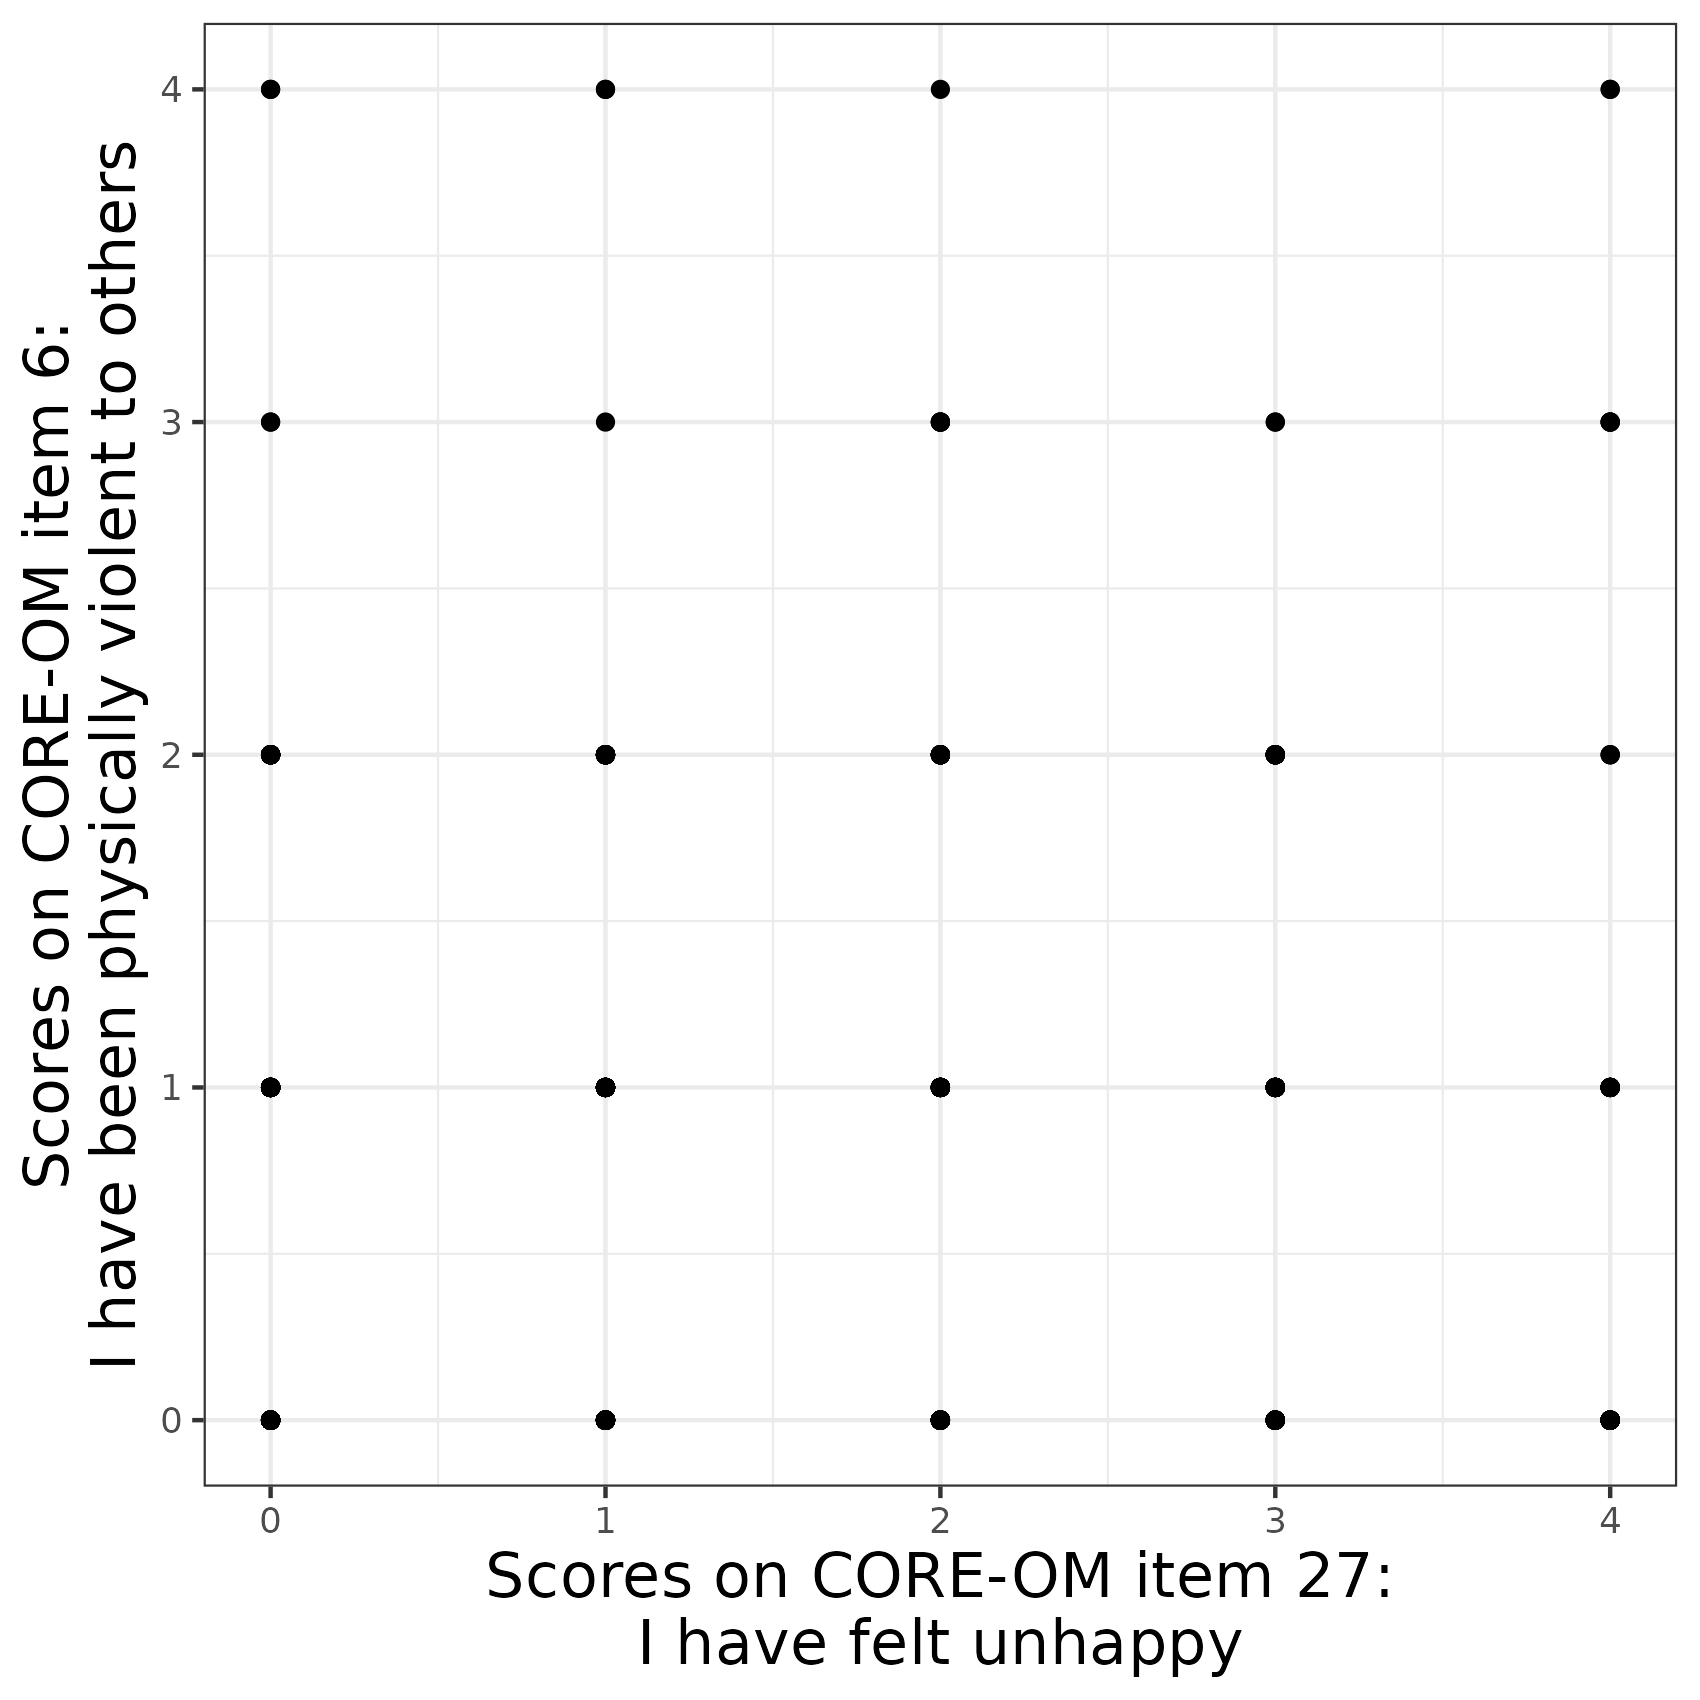 Scores on CORE-OM item 6:
I have been physically violent to others
4
3
2
1
0
0 1 2 3 4
Scores on CORE-OM item 27:
I have felt unhappy